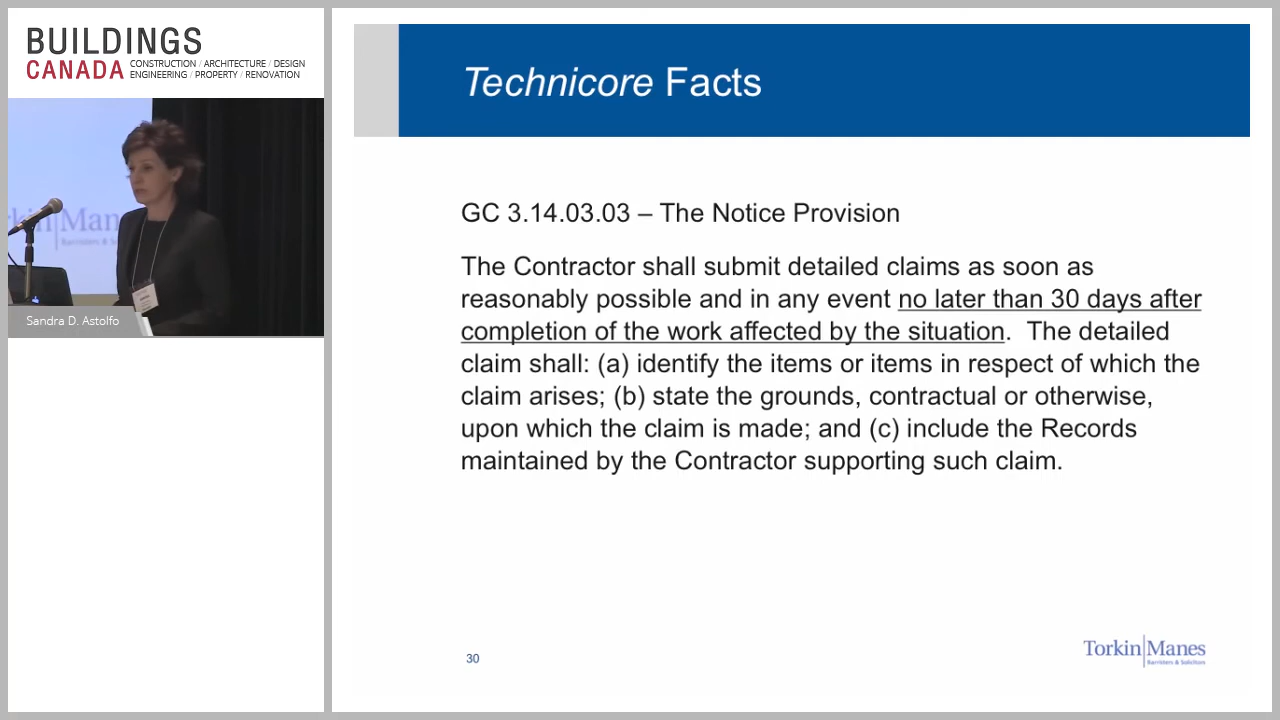 BUILDINGS
CANADA CONSTRUCTION / ARCHITECTURE / DESIGN
ENGINEERING / PROPERTY / RENOVATION
Manes
Sandra D. Astolfo
Technicore Facts
GC 3.14.03.03 – The Notice Provision
The Contractor shall submit detailed claims as soon as
reasonably possible and in any event no later than 30 days after
completion of the work affected by the situation.  The detailed
claim shall: (a) identify the items or items in respect of which the
claim arises; (b) state the grounds, contractual or otherwise,
upon which the claim is made; and (c) include the Records
maintained by the Contractor supporting such claim.
30
Torkin Manes
Barristers & Solicitors